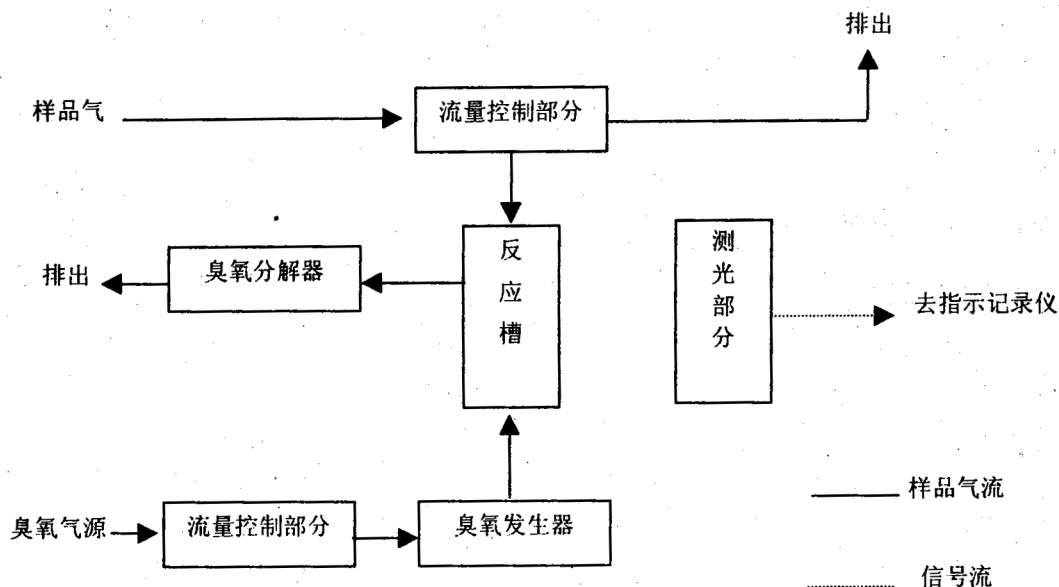 排出
样品气
流量控制部分
排出
臭氧分解器
反应槽
测光部分
去指示记录仪
样品气流
臭氧气源
流量控制部分
臭氧发生器
信号流